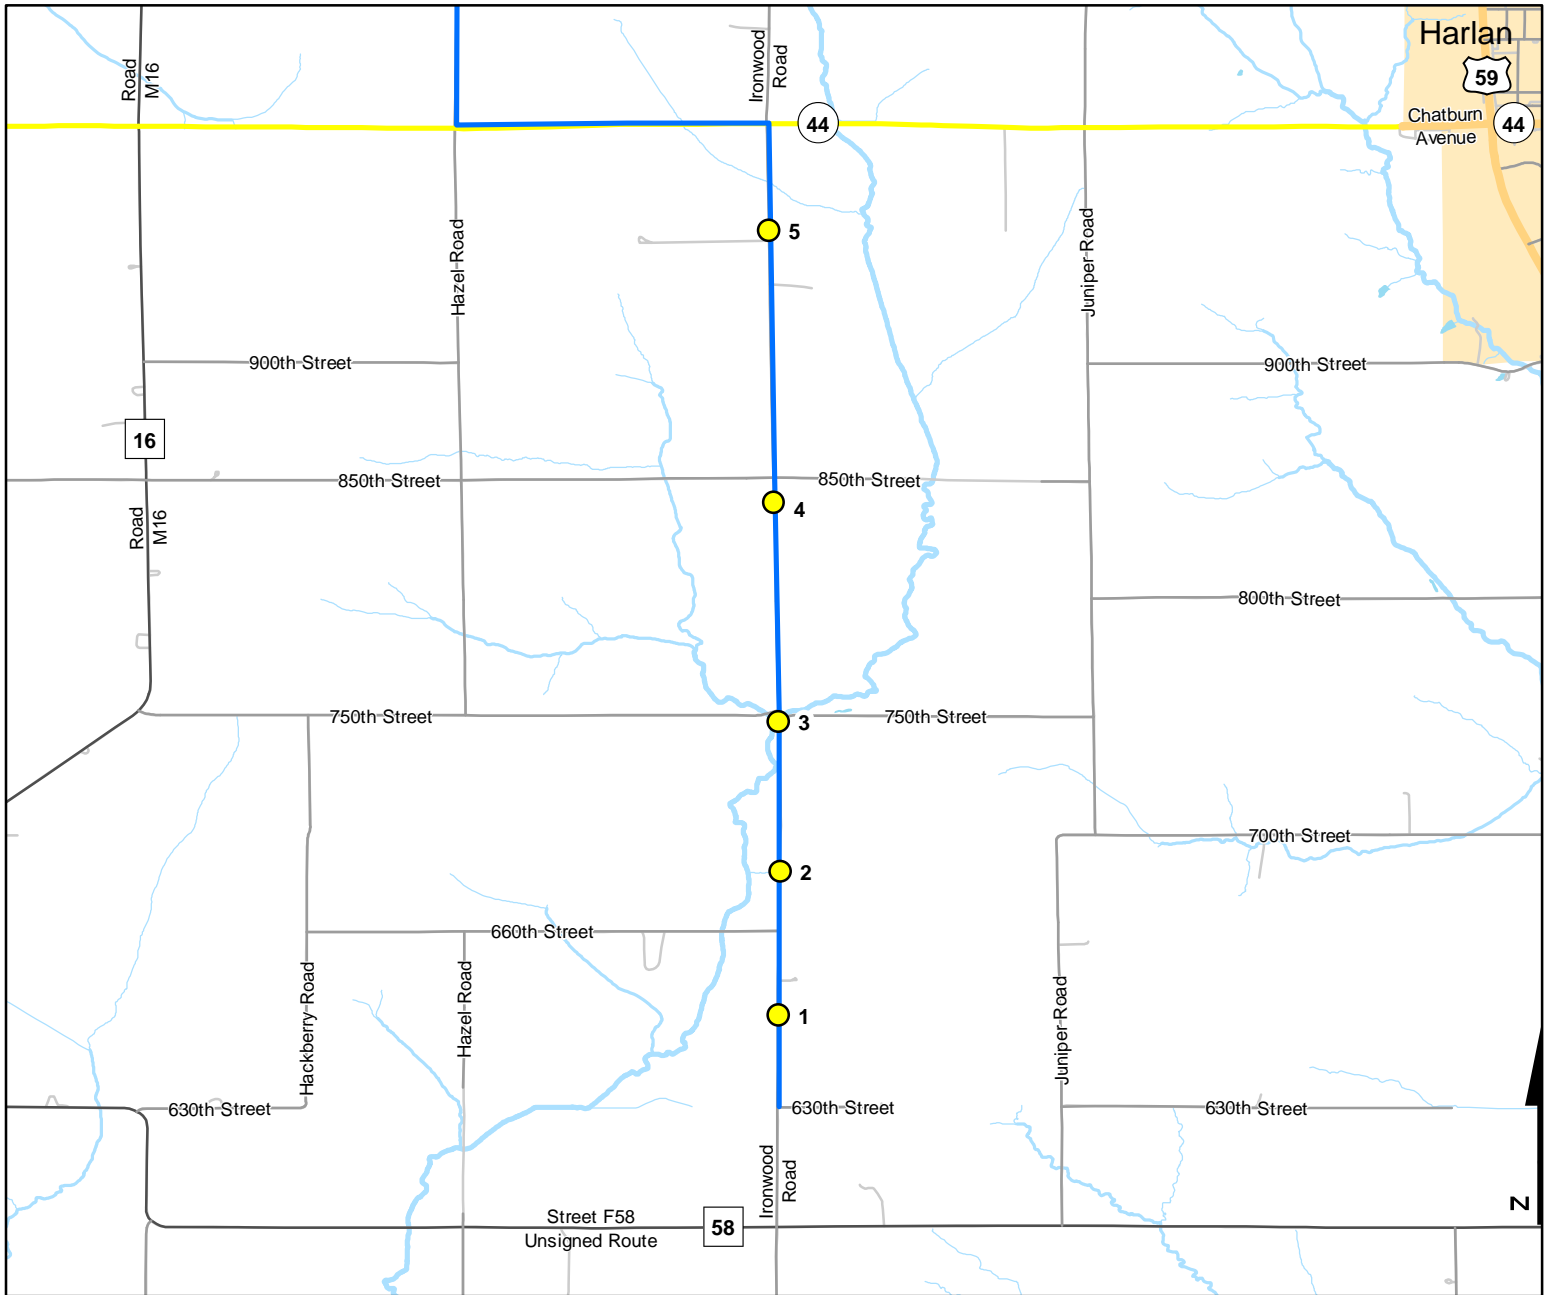 Harlan
59
Road
M16
Ironwood
Road
44
Chatburn
Avenue
44
5
Hazel Road
Juniper Road
900th Street
900th Street
16
850th Street
850th Street
4
Road
M16
800th Street
750th Street
3
750th Street
700th Street
2
660th Street
Hackberry Road
Hazel Road
1
Juniper Road
630th Street
630th Street
630th Street
Ironwood
Road
Street F58
Unsigned Route
58
N